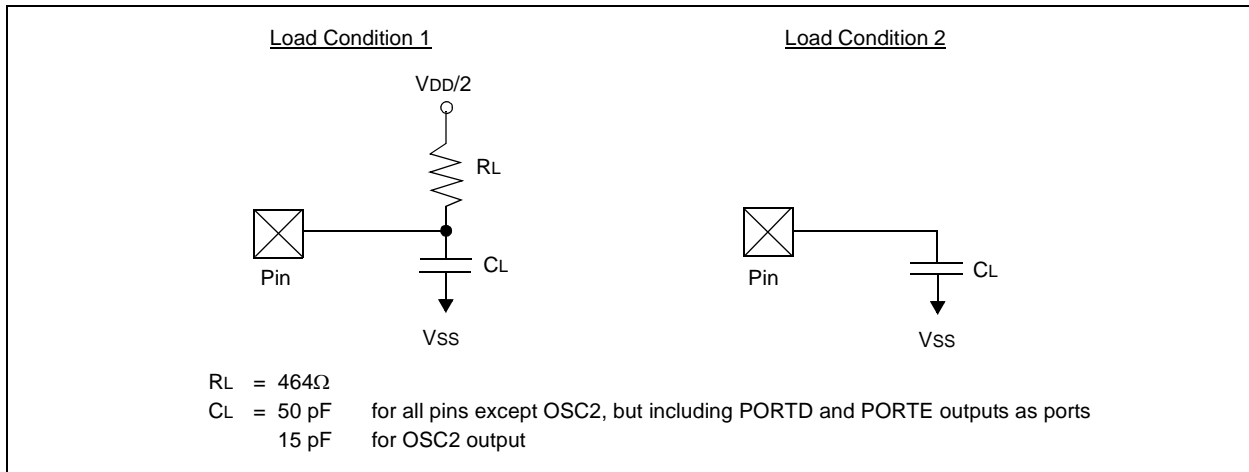 Load Condition 1
Load Condition 2
VDD/2
RL
Pin
CL
VSS
Pin
CL
VSS
RL = 464Ω
CL = 50 pF for all pins except OSC2, but including PORTD and PORTE outputs as ports
15 pF for OSC2 output